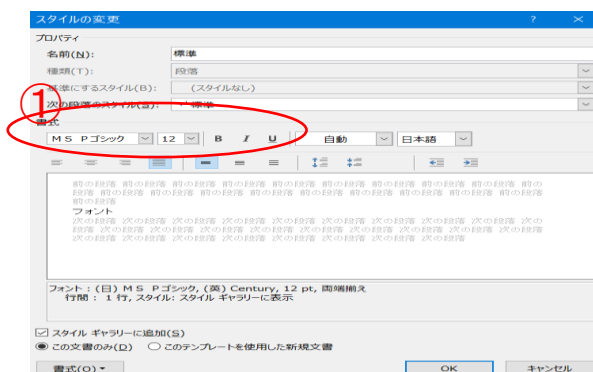 スタイルの変更 ? ×
プロパティ
名前(N): 標準
種類(T): 段落
基準にするスタイル(B): (スタイルなし)
①
次の段落のスタイル(S): 標準
書式
ＭＳ Ｐゴシック 12 B I U 自動 日本語
前の段落 前の段落 前の段落 前の段落 前の段落 前の段落 前の段落 前の段落 前の
段落 前の段落 前の段落 前の段落 前の段落 前の段落 前の段落 前の段落 前の段落
前の段落
フォント
次の段落 次の段落 次の段落 次の段落 次の段落 次の段落 次の段落 次の段落 次の
段落 次の段落 次の段落 次の段落 次の段落 次の段落 次の段落 次の段落 次の段落
次の段落 次の段落 次の段落 次の段落 次の段落 次の段落 次の段落 次の段落
フォント : (日) ＭＳ Ｐゴシック, (英) Century, 12 pt, 両端揃え
行間 : 1 行, スタイル: スタイル ギャラリーに表示
スタイル ギャラリーに追加(S)
この文書のみ(D) このテンプレートを使用した新規文書
書式(O) OK キャンセル